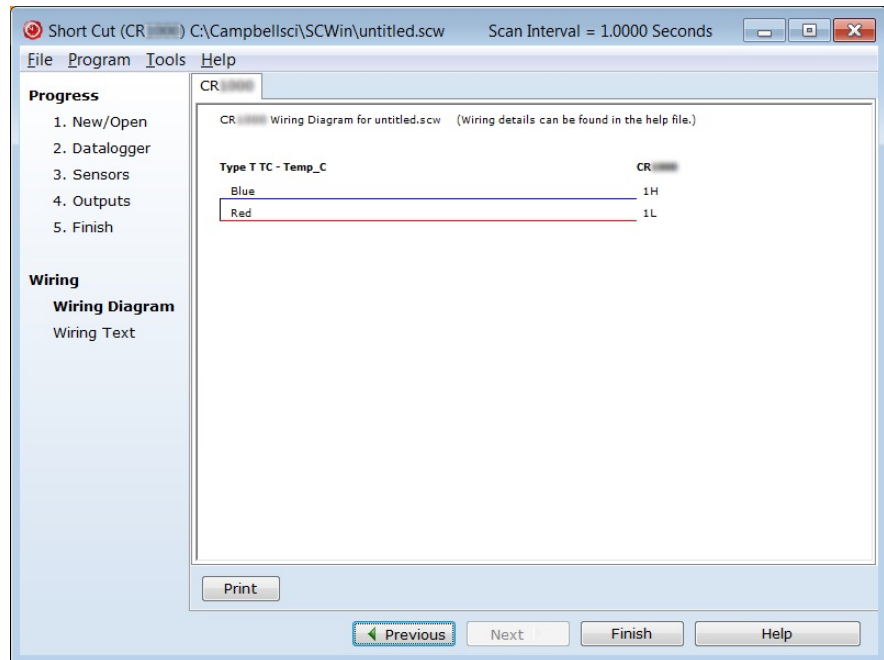 Short Cut (CR ) C:\Campbellsci\SCWin\untitled.scw Scan Interval = 1.0000 Seconds
File Program Tools Help
Progress
1. New/Open
2. Datalogger
3. Sensors
4. Outputs
5. Finish
Wiring
Wiring Diagram
Wiring Text
CR
CR Wiring Diagram for untitled.scw (Wiring details can be found in the help file.)
Type T TC - Temp_C CR
Blue 1H
Red 1L
Print
Previous Next Finish Help